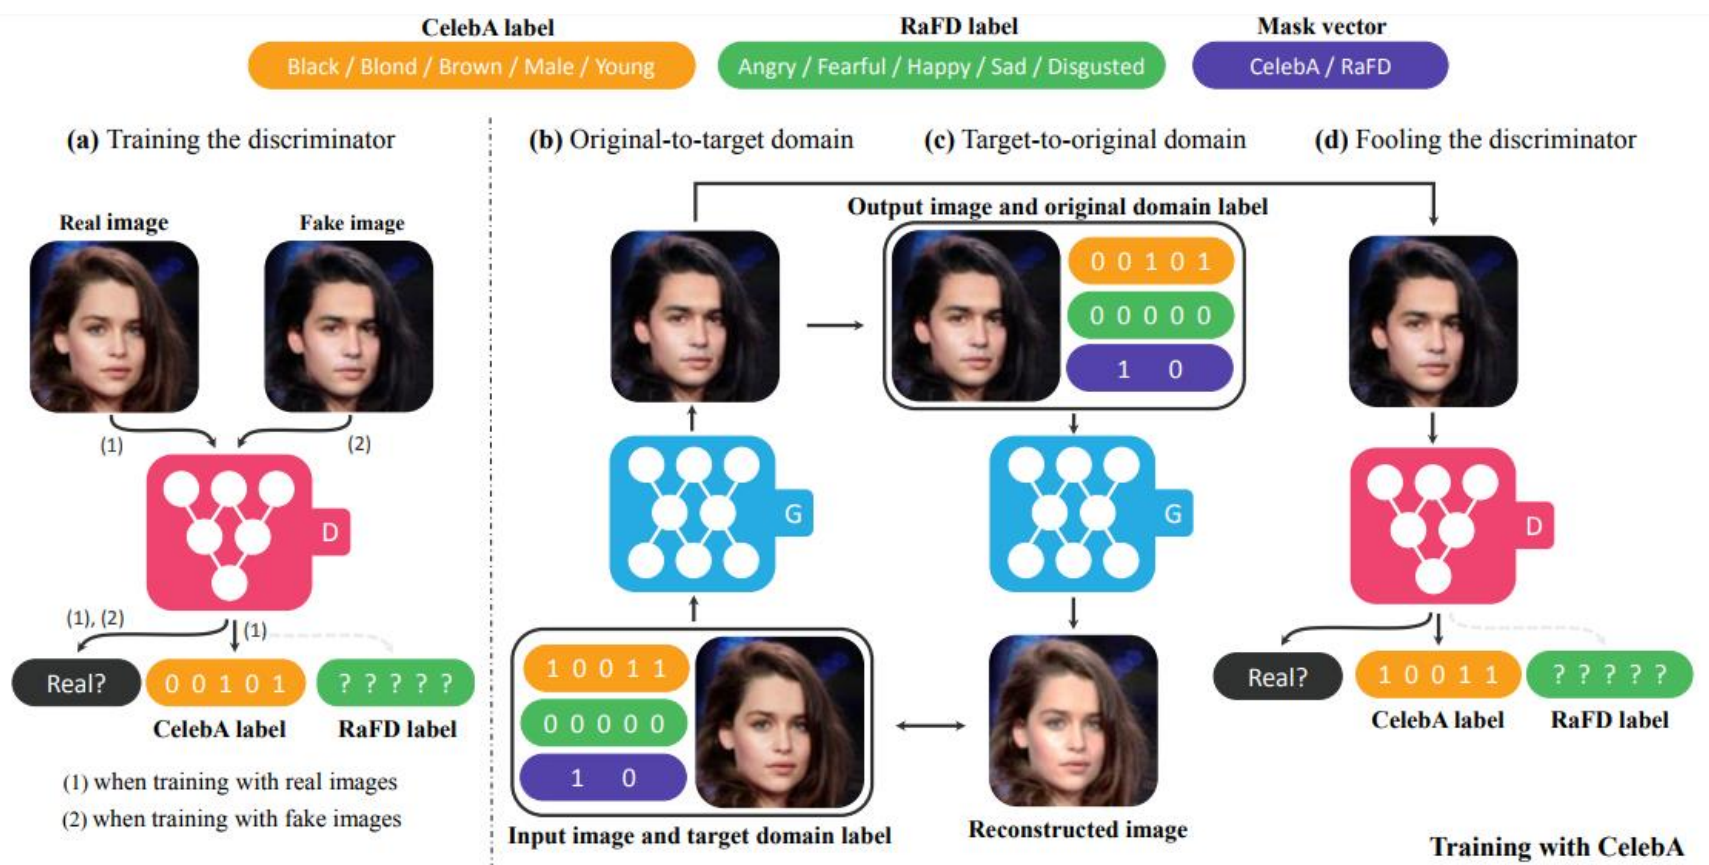 CelebA label
RaFD label
Mask vector
Black / Blond / Brown / Male / Young
Angry / Fearful / Happy / Sad / Disgusted
CelebA / RaFD
(a) Training the discriminator
(b) Original-to-target domain
(c) Target-to-original domain
(d) Fooling the discriminator
Real image
Fake image
(1)
(2)
D
(1), (2)
(1)
Real?
0 0 1 0 1
? ? ? ? ?
CelebA label
RaFD label
(1) when training with real images
(2) when training with fake images
G
1 0 0 1 1
0 0 0 0 0
1 0
Input image and target domain label
Output image and original domain label
0 0 1 0 1
0 0 0 0 0
1 0
G
Reconstructed image
D
Real?
1 0 0 1 1
? ? ? ? ?
CelebA label
RaFD label
Training with CelebA